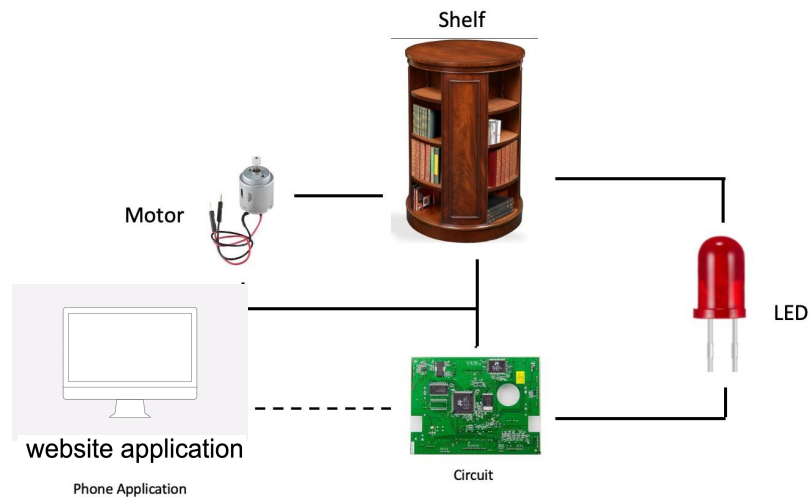 Shelf
Motor
LED
website application
Circuit
Phone Application